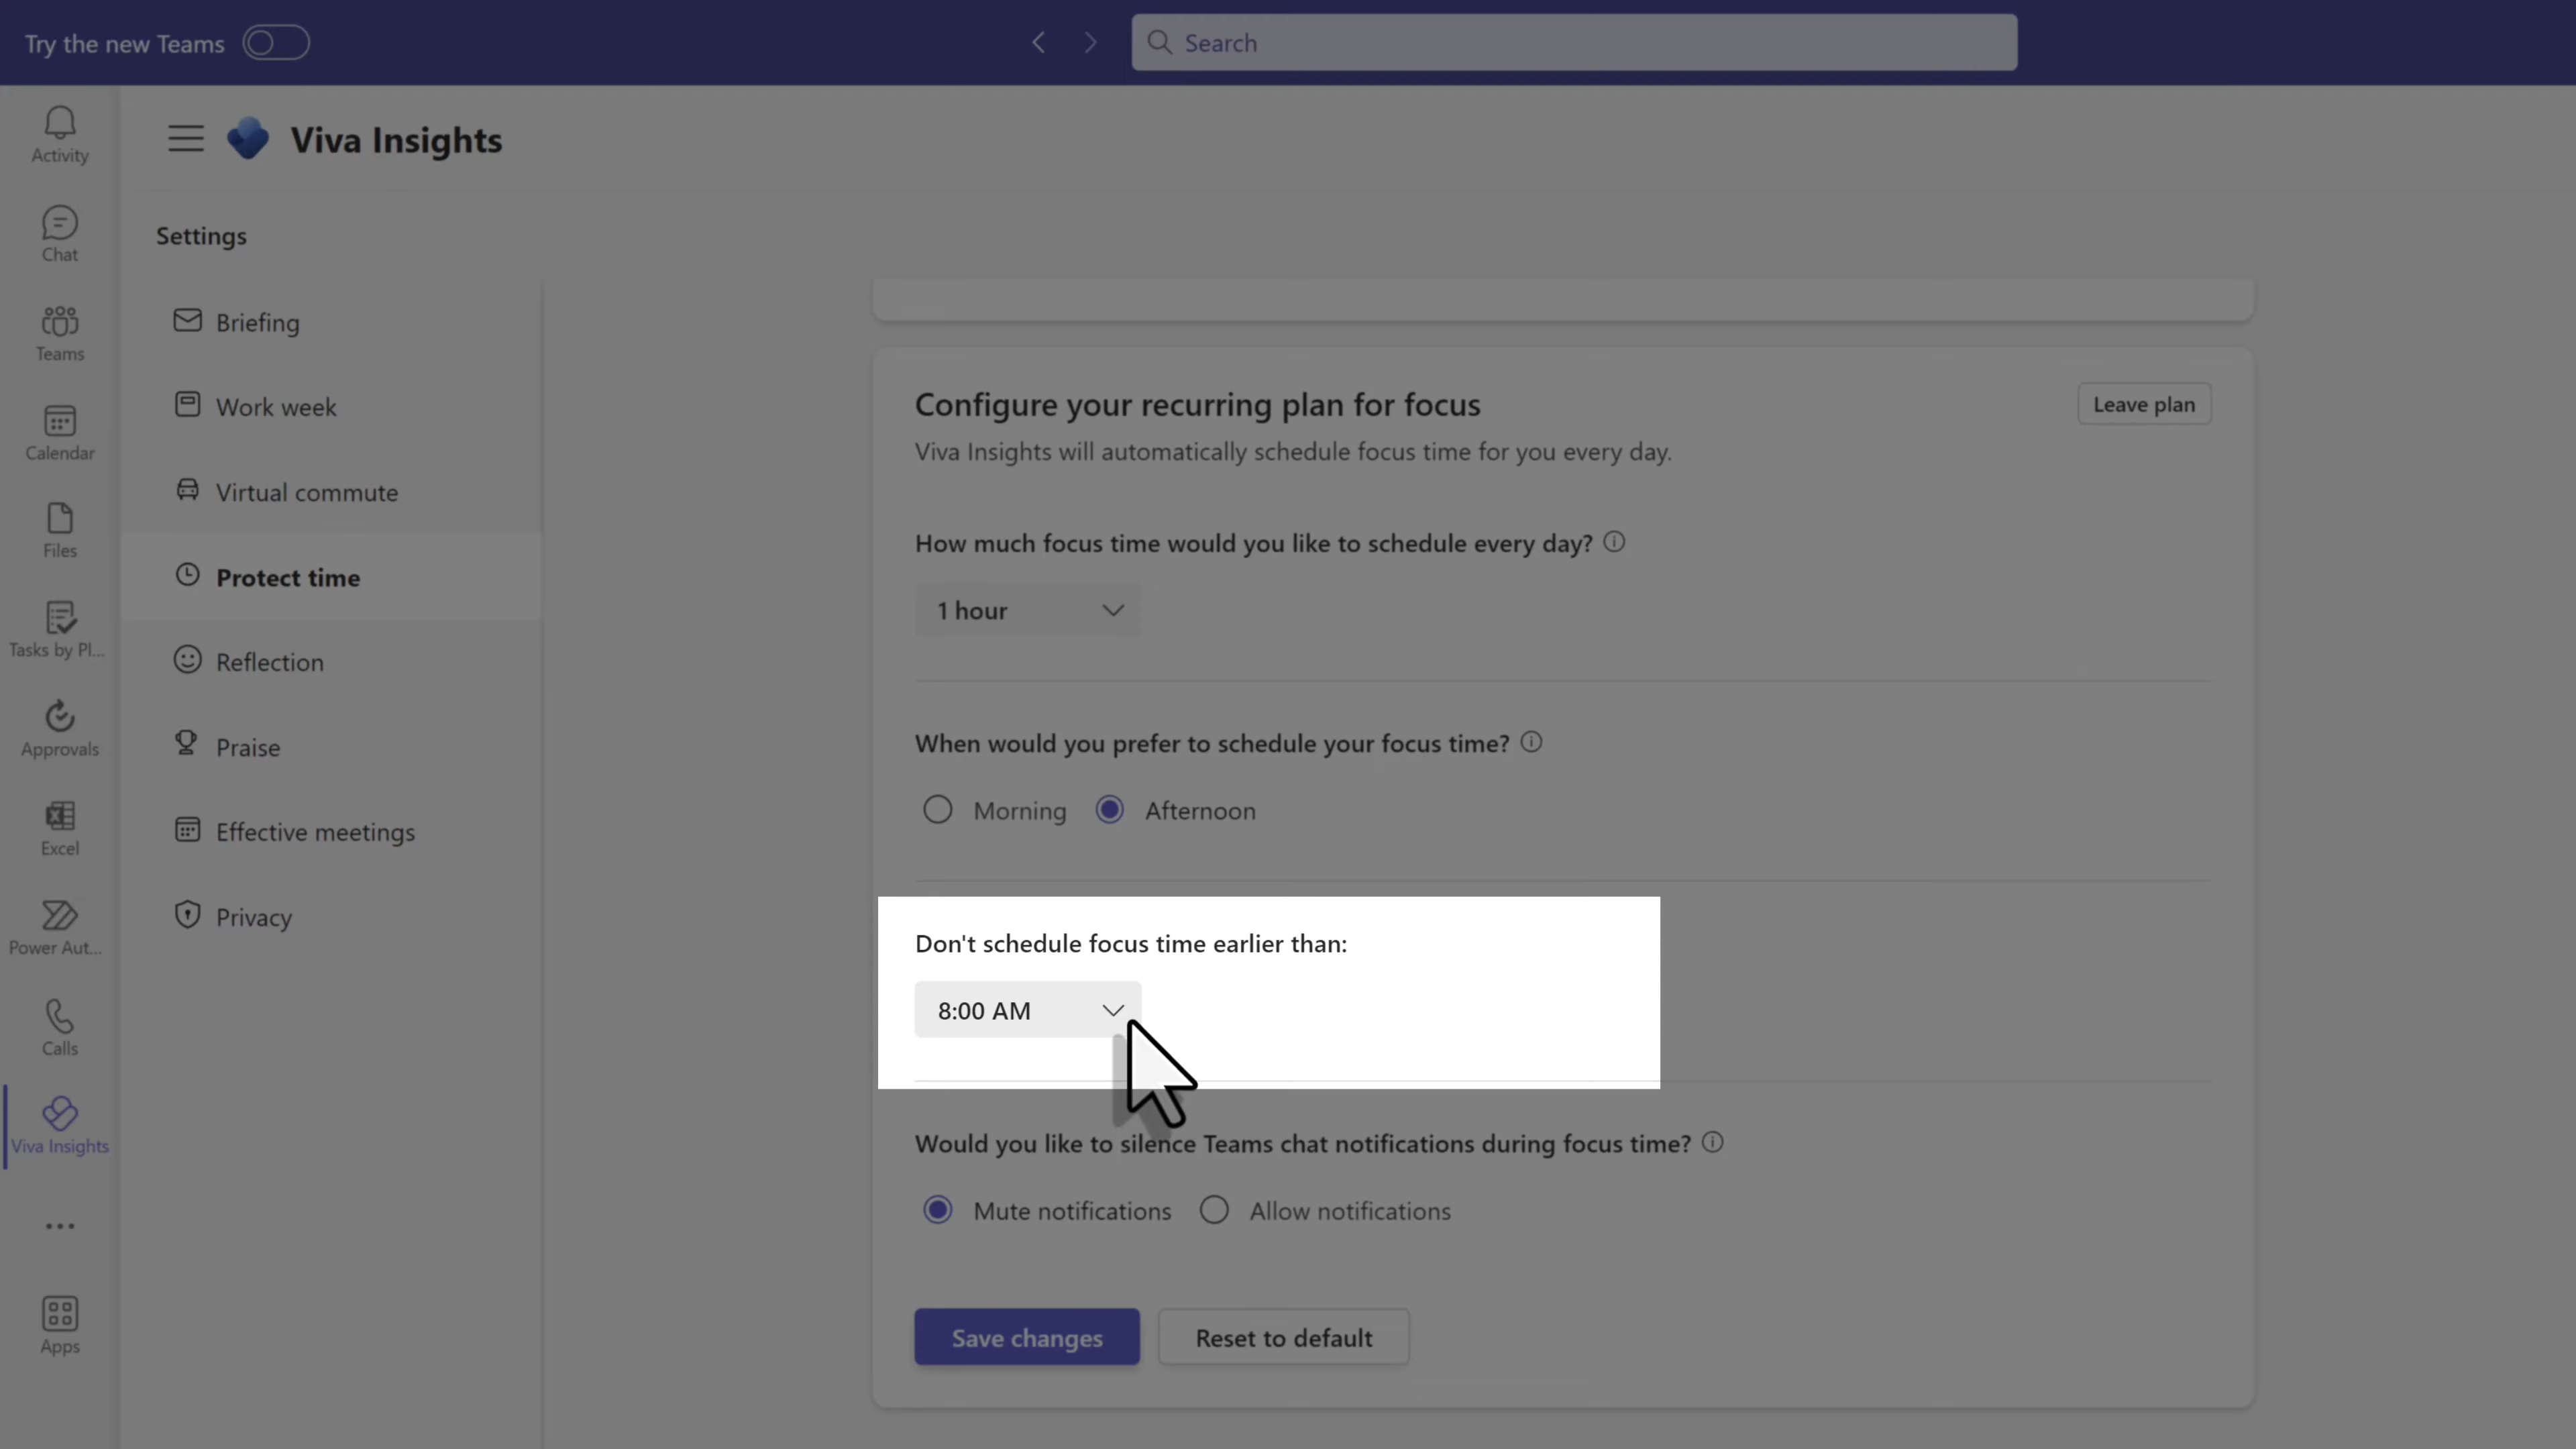 Try the new Teams
Search
Activity
Chat
Teams
Calendar
Files
Tasks by Pl...
Approvals
Excel
Power Aut...
Calls
Viva Insights
Apps
Viva Insights
Settings
Briefing
Work week
Virtual commute
Protect time
Reflection
Praise
Effective meetings
Privacy
Configure your recurring plan for focus
Leave plan
Viva Insights will automatically schedule focus time for you every day.
How much focus time would you like to schedule every day?
1 hour
When would you prefer to schedule your focus time?
Morning Afternoon
Don't schedule focus time earlier than:
8:00 AM
Would you like to silence Teams chat notifications during focus time?
Mute notifications Allow notifications
Save changes Reset to default